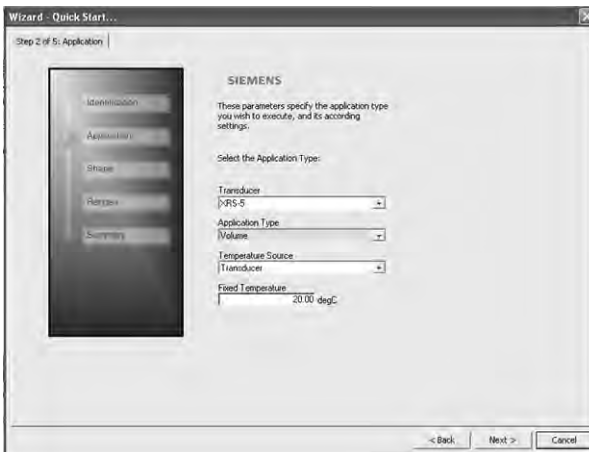 Wizard - Quick Start...
Step 2 of 5: Application
Identification
Application
Shape
Ranges
Summary
SIEMENS
These parameters specify the application type
you wish to execute, and its according
settings.
Select the Application Type:
Transducer
XRS-5
Application Type
Volume
Temperature Source
Transducer
Fixed Temperature
20.00 degC
< Back
Next >
Cancel